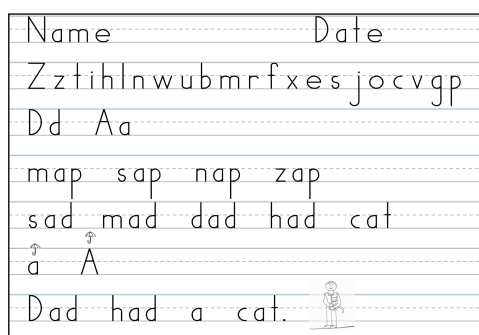 Name Date
Zztihlnwubmrfxesjocvgp
Dd Aa
map sap nap zap
sad mad dad had cat
a A
Dad had a cat.